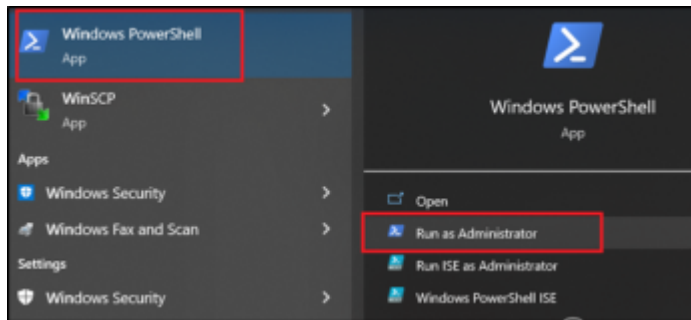 Windows PowerShell
App
WinSCP
App
Apps
Windows Security
Windows Fax and Scan
Settings
Windows Security
Windows PowerShell
App
Open
Run as Administrator
Run ISE as Administrator
Windows PowerShell ISE